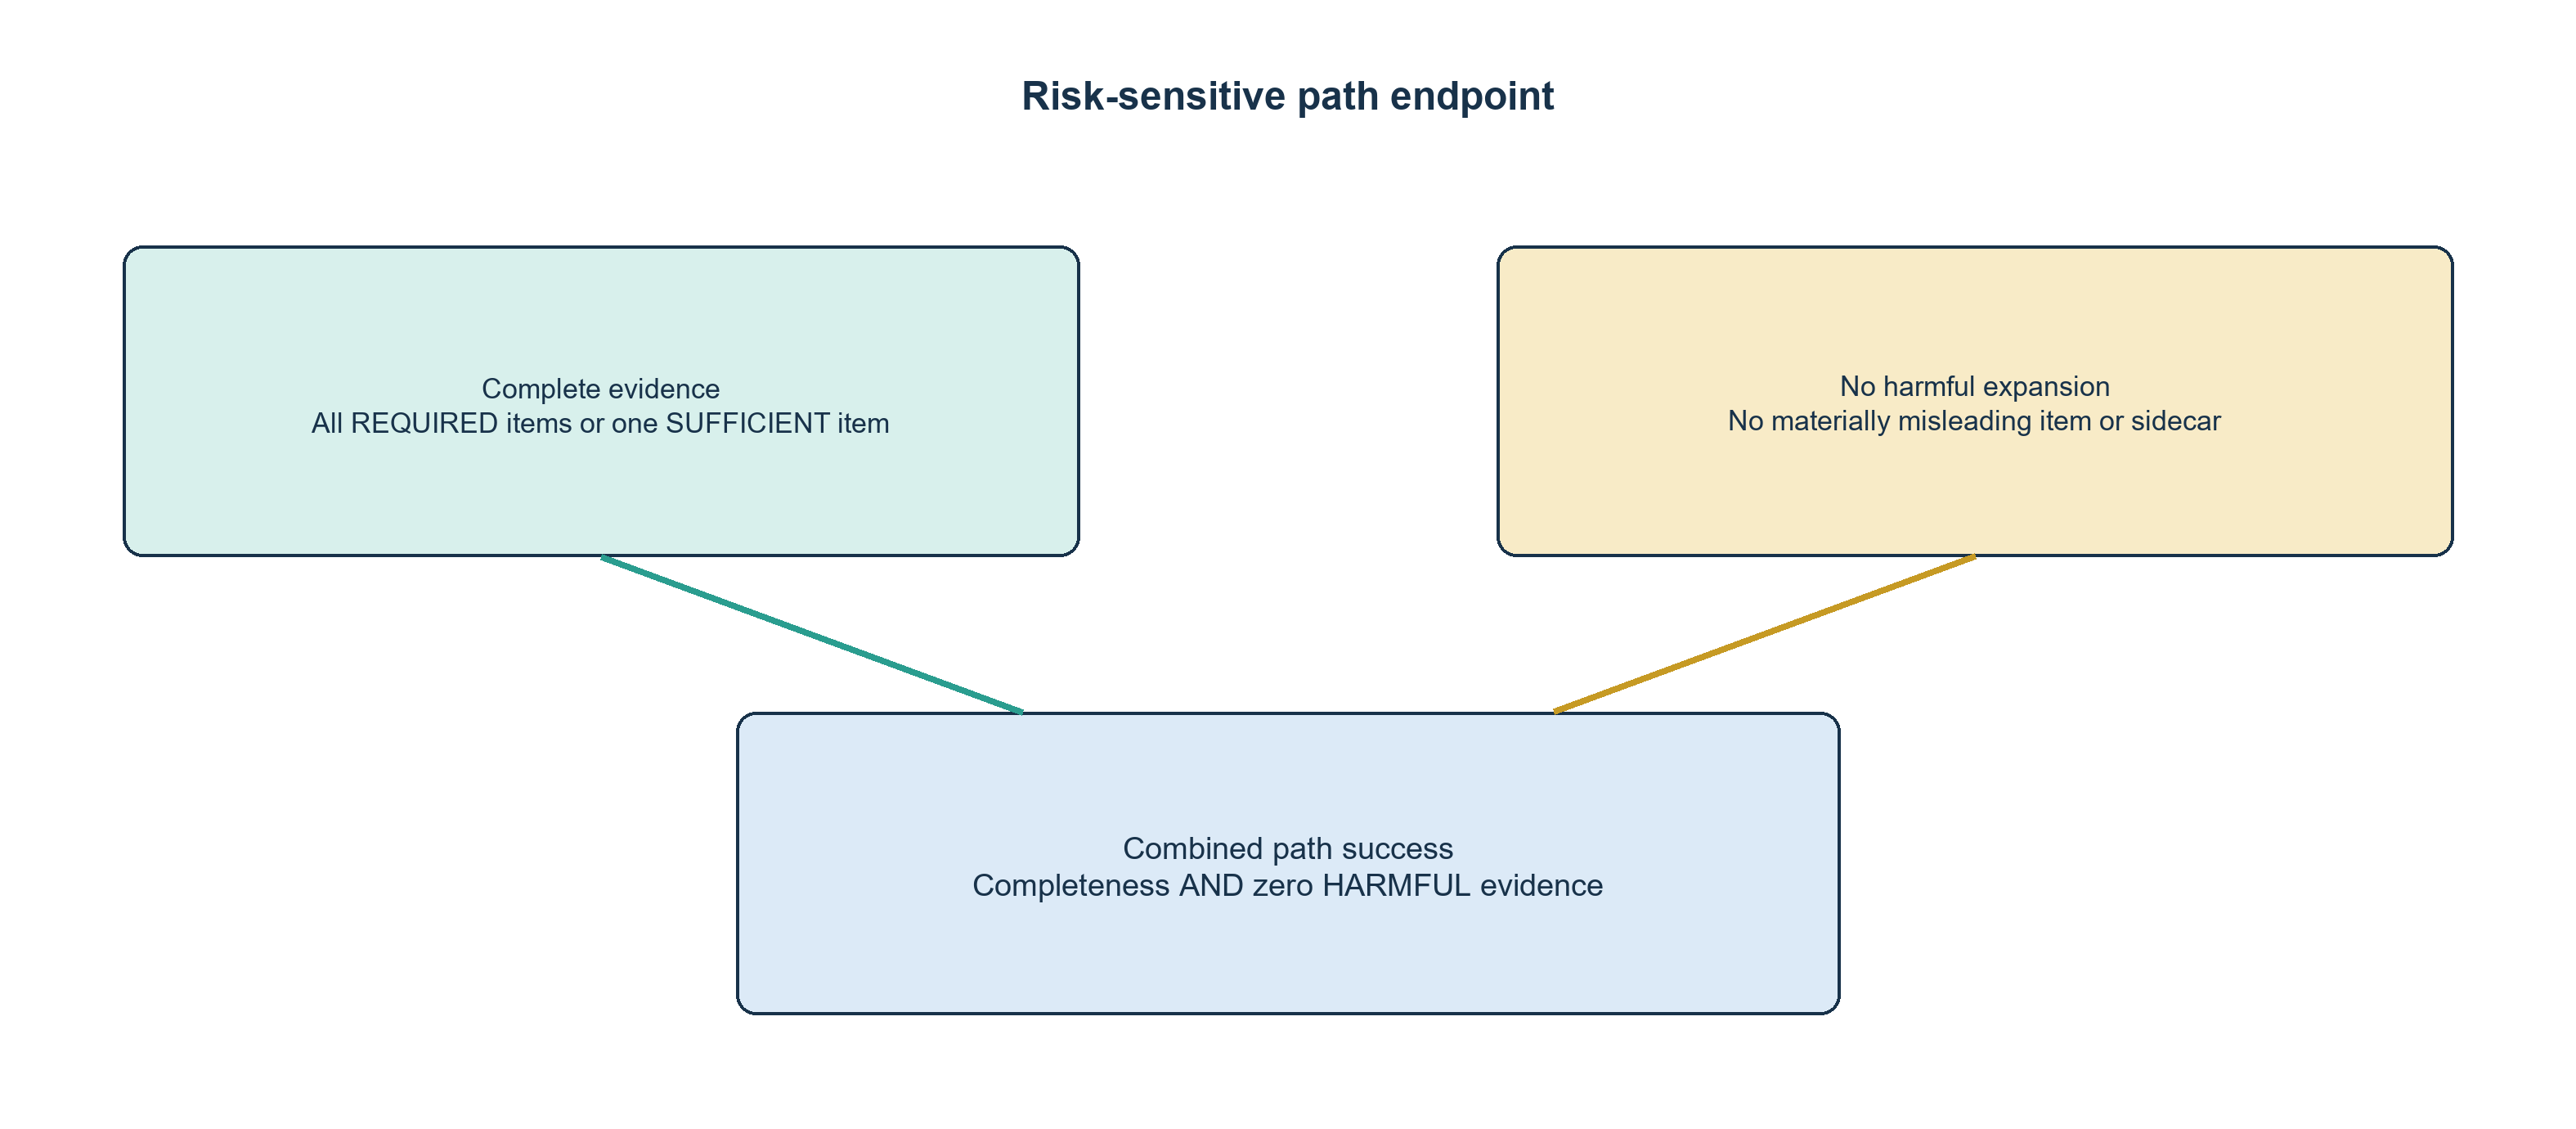 Risk-sensitive path endpoint
Complete evidence
All REQUIRED items or one SUFFICIENT item
No harmful expansion
No materially misleading item or sidecar
Combined path success
Completeness AND zero HARMFUL evidence